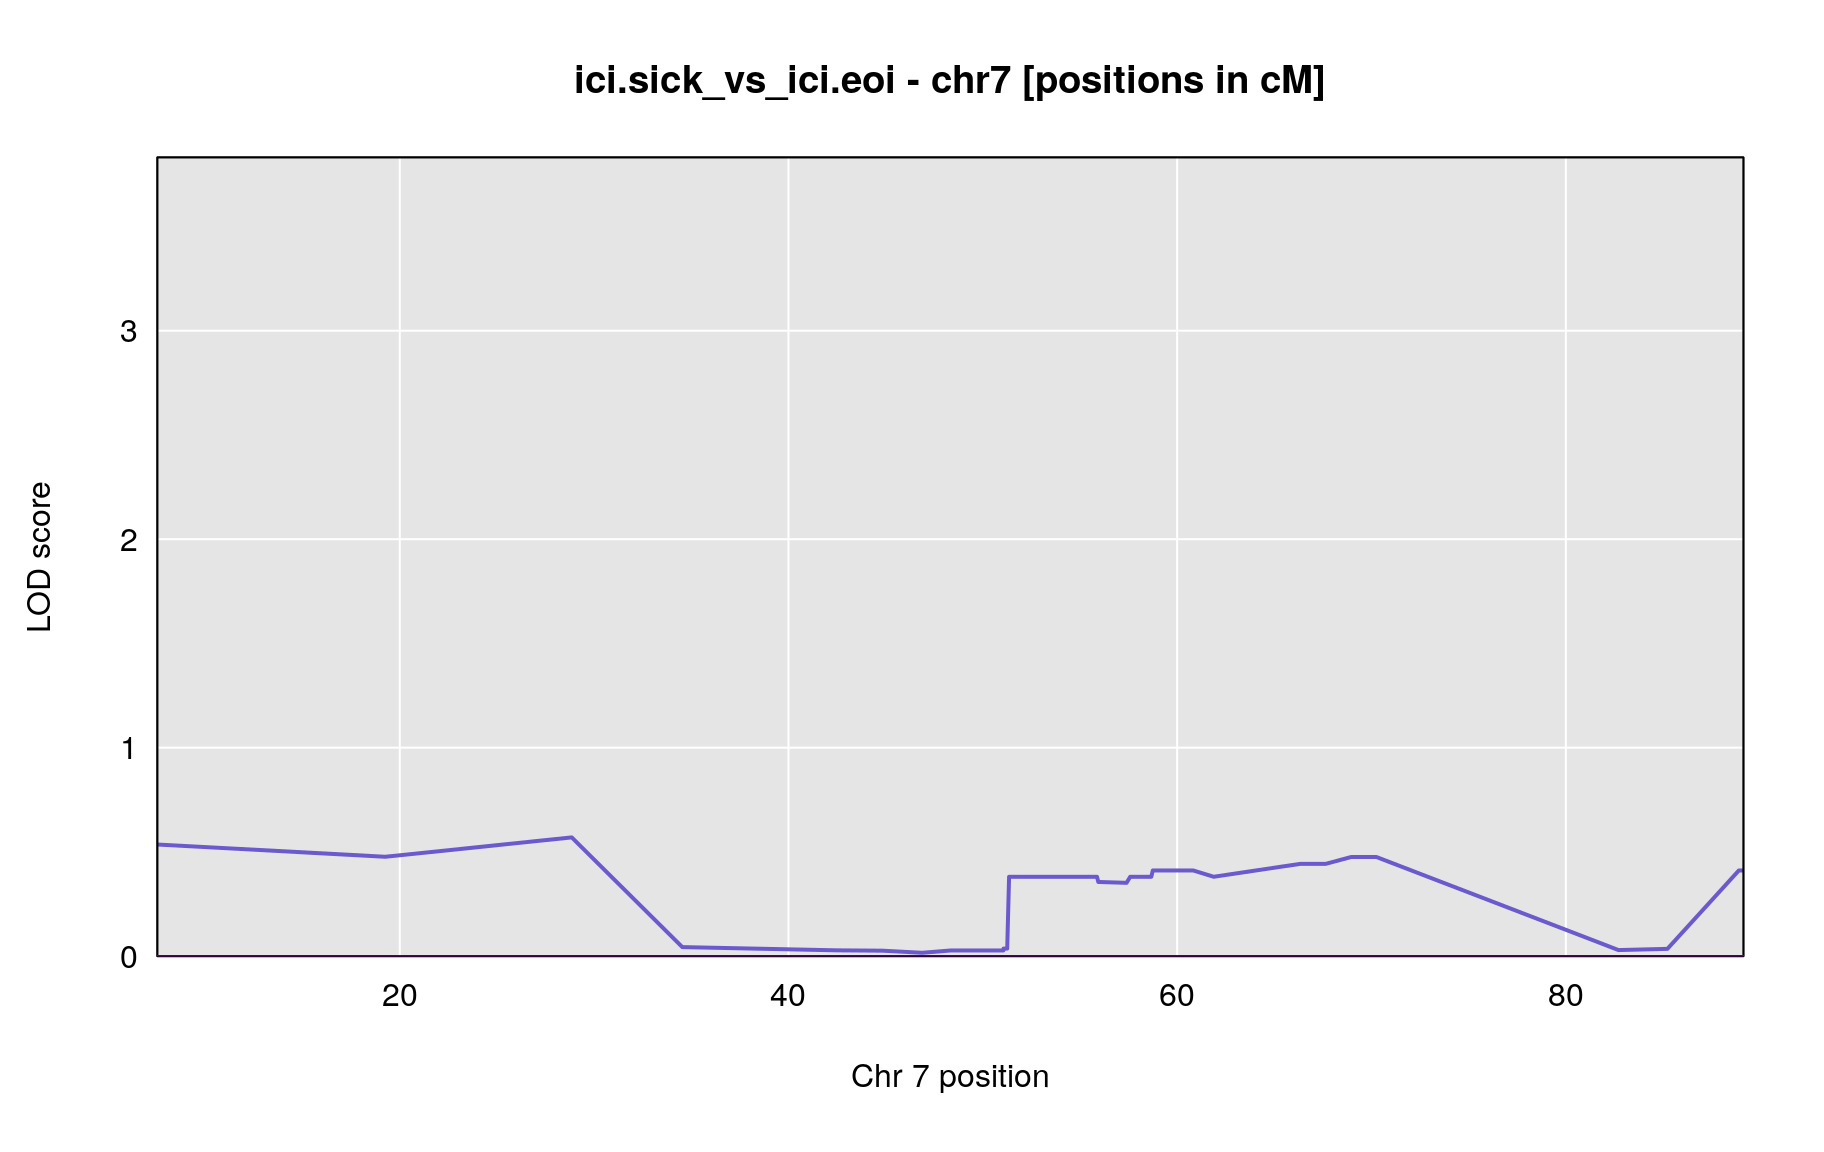 ici.sick_vs_ici.eoi - chr7 [positions in cM]
LOD score
3
2
1
0
20 40 60 80
Chr 7 position